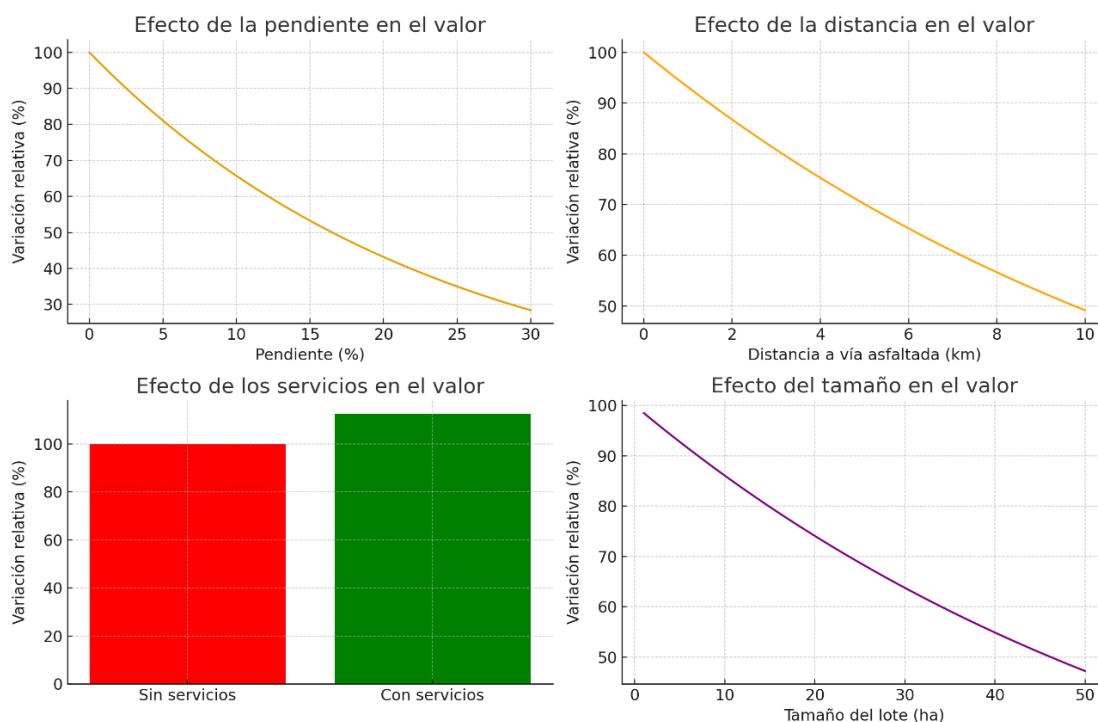 Efecto de la pendiente en el valor
Variación relativa (%)
100
90
80
70
60
50
40
30
0 5 10 15 20 25 30
Pendiente (%)
Efecto de la distancia en el valor
Variación relativa (%)
100
90
80
70
60
50
0 2 4 6 8 10
Distancia a vía asfaltada (km)
Efecto de los servicios en el valor
Variación relativa (%)
100
80
60
40
20
0
Sin servicios Con servicios
Efecto del tamaño en el valor
Variación relativa (%)
100
90
80
70
60
50
0 10 20 30 40 50
Tamaño del lote (ha)